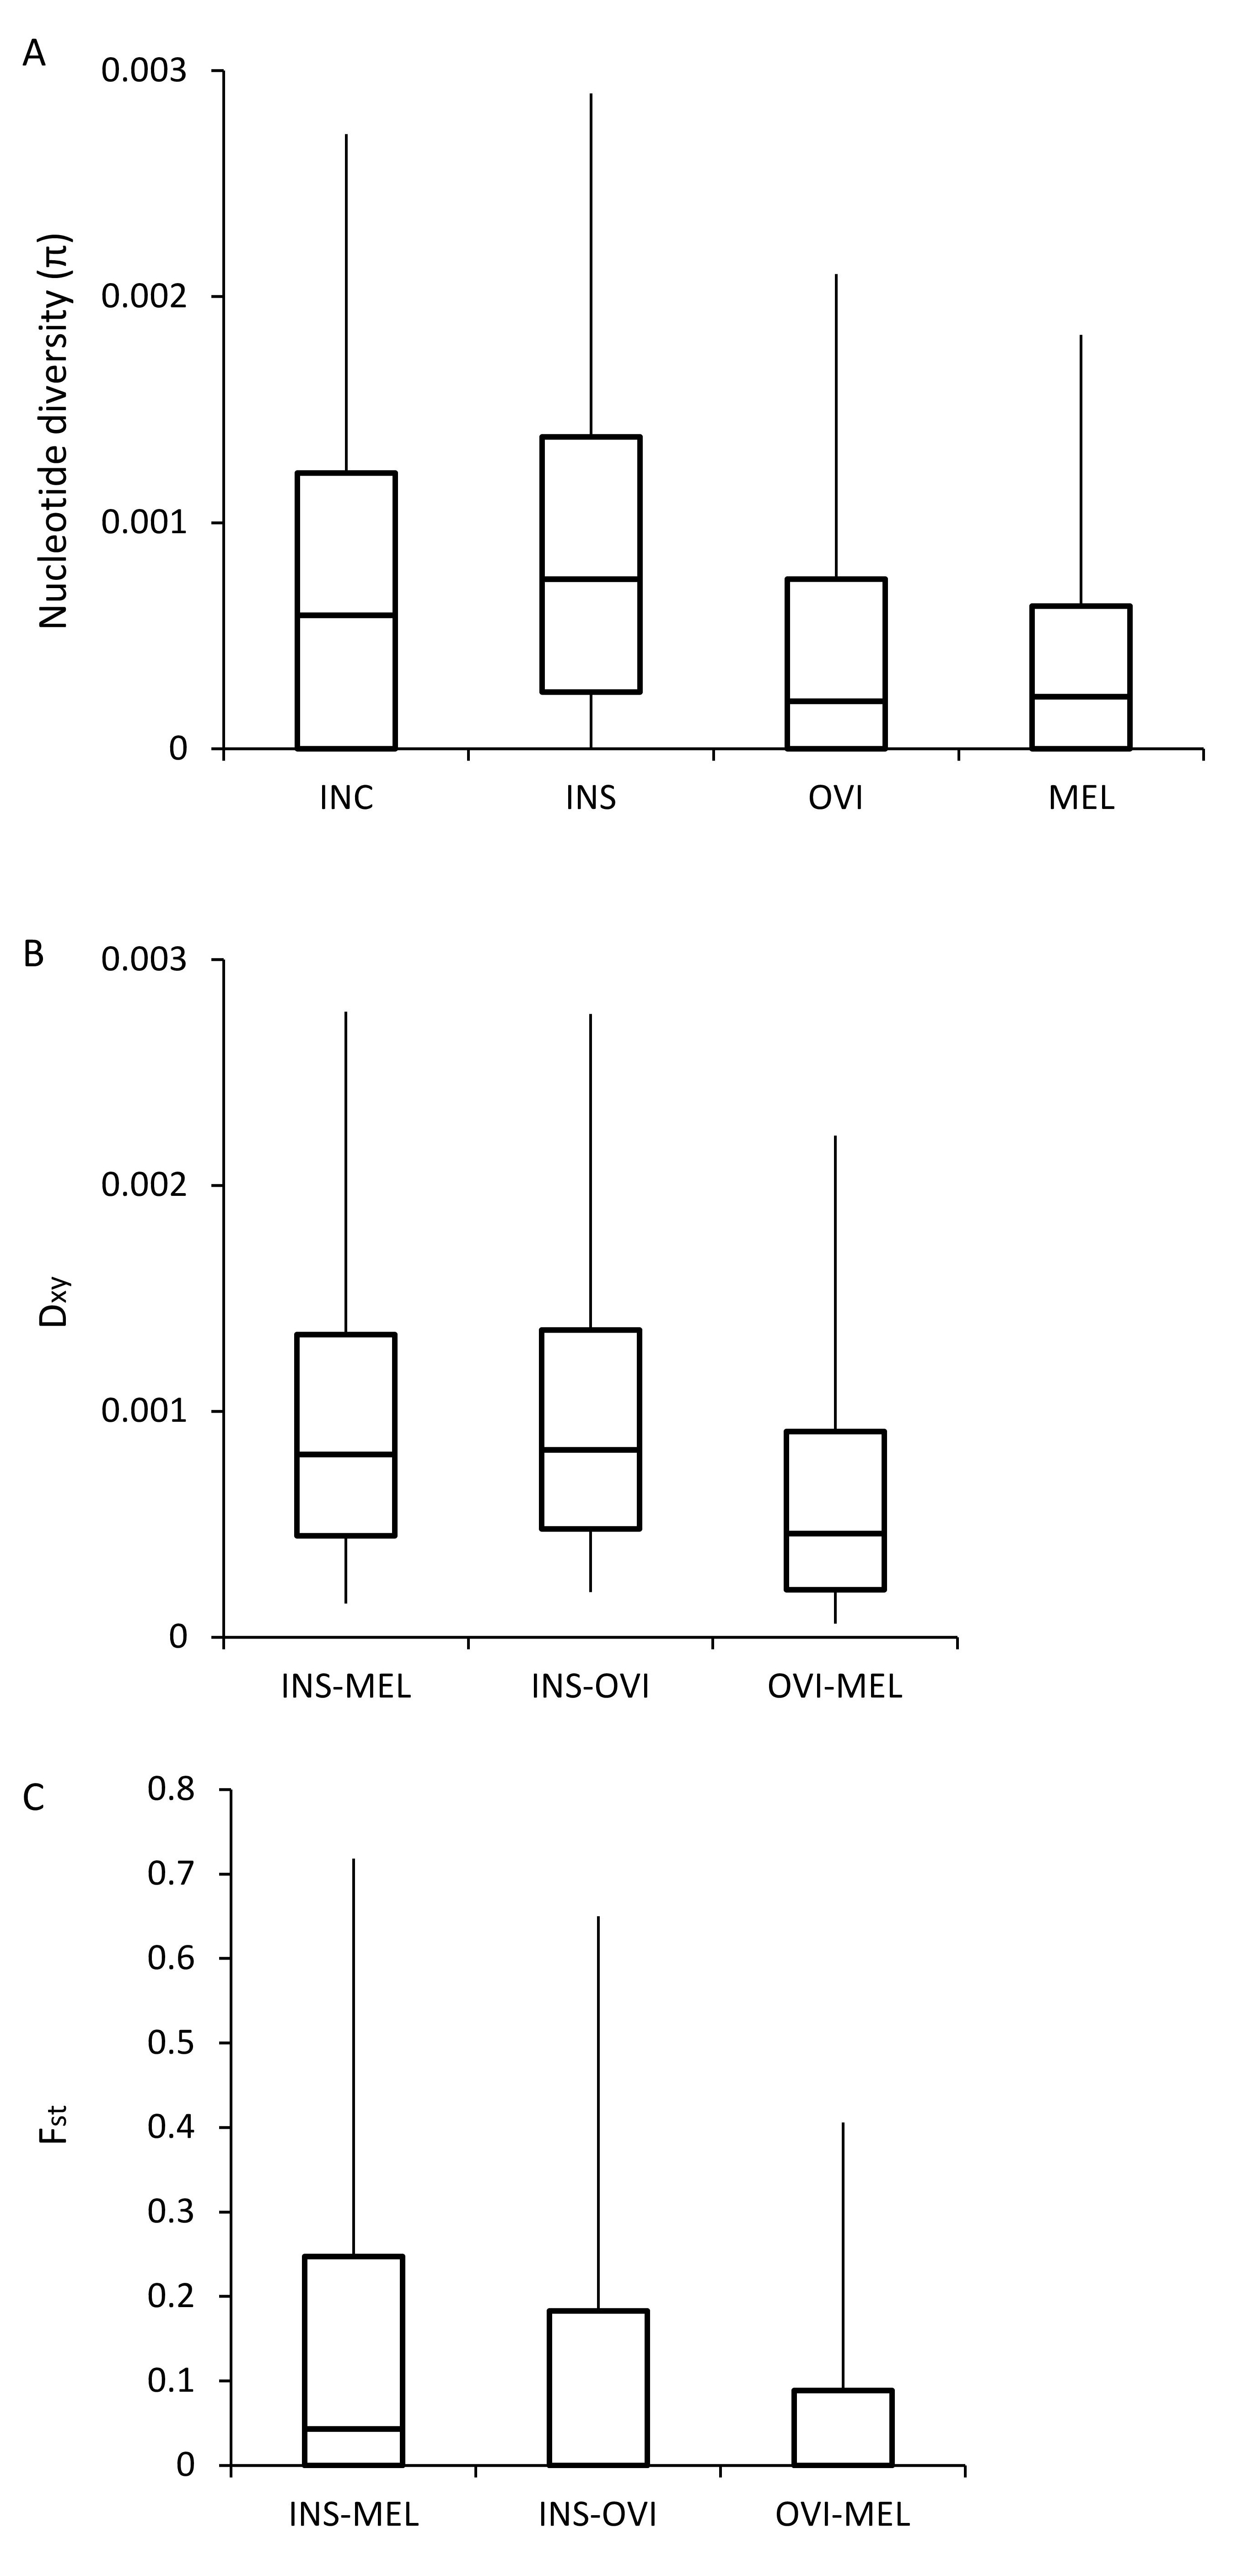 A
0.003
0.002
0.001
0
Nucleotide diversity (π)
INC INS OVI MEL
B
0.003
0.002
0.001
0
Dxy
INS-MEL INS-OVI OVI-MEL
C
0.8
0.7
0.6
0.5
0.4
0.3
0.2
0.1
0
Fst
INS-MEL INS-OVI OVI-MEL